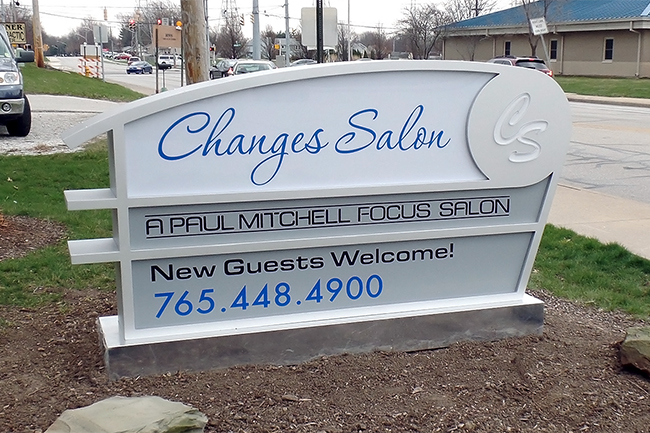 Changes Salon
CS
A PAUL MITCHELL FOCUS SALON
New Guests Welcome!
765.448.4900